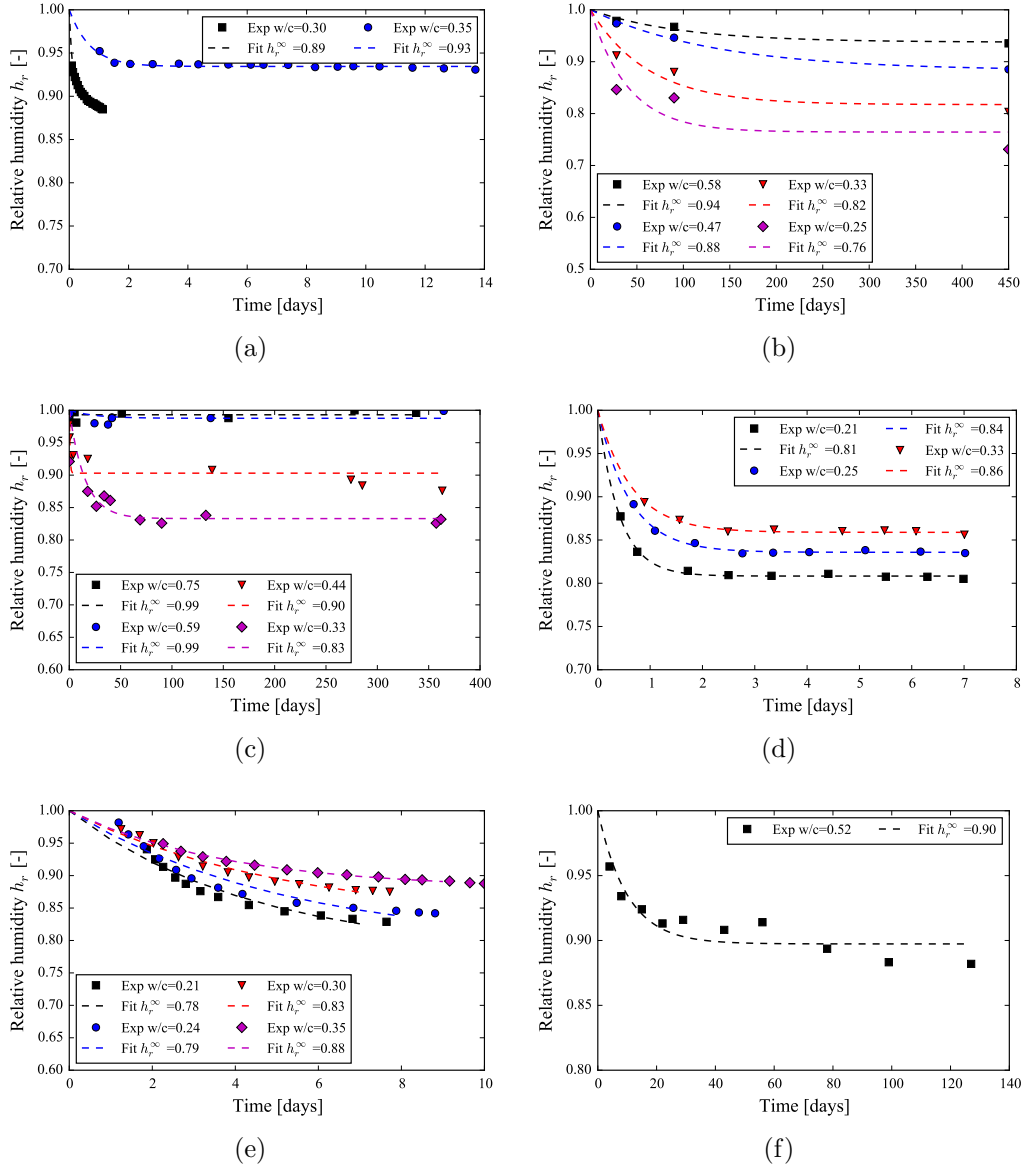 1.00
0.95
0.90
0.85
0.80
0.75
0.70
Relative humidity h_r [-]
Exp w/c=0.30
Fit h_r^∞ =0.89
Exp w/c=0.35
Fit h_r^∞ =0.93
0 2 4 6 8 10 12 14
Time [days]
(a)
1.0
0.9
0.8
0.7
0.6
0.5
Relative humidity h_r [-]
Exp w/c=0.58
Fit h_r^∞ =0.94
Exp w/c=0.47
Fit h_r^∞ =0.88
Exp w/c=0.33
Fit h_r^∞ =0.82
Exp w/c=0.25
Fit h_r^∞ =0.76
0 50 100 150 200 250 300 350 400 450
Time [days]
(b)
1.00
0.95
0.90
0.85
0.80
0.75
0.70
0.65
0.60
Relative humidity h_r [-]
Exp w/c=0.75
Fit h_r^∞ =0.99
Exp w/c=0.59
Fit h_r^∞ =0.99
Exp w/c=0.44
Fit h_r^∞ =0.90
Exp w/c=0.33
Fit h_r^∞ =0.83
0 50 100 150 200 250 300 350 400
Time [days]
(c)
1.00
0.95
0.90
0.85
0.80
0.75
0.70
Relative humidity h_r [-]
Exp w/c=0.21
Fit h_r^∞ =0.81
Exp w/c=0.25
Fit h_r^∞ =0.84
Exp w/c=0.33
Fit h_r^∞ =0.86
0 1 2 3 4 5 6 7 8
Time [days]
(d)
1.00
0.95
0.90
0.85
0.80
0.75
0.70
0.65
0.60
Relative humidity h_r [-]
Exp w/c=0.21
Fit h_r^∞ =0.78
Exp w/c=0.24
Fit h_r^∞ =0.79
Exp w/c=0.30
Fit h_r^∞ =0.83
Exp w/c=0.35
Fit h_r^∞ =0.88
0 2 4 6 8 10
Time [days]
(e)
1.00
0.95
0.90
0.85
0.80
Relative humidity h_r [-]
Exp w/c=0.52
Fit h_r^∞ =0.90
0 20 40 60 80 100 120 140
Time [days]
(f)